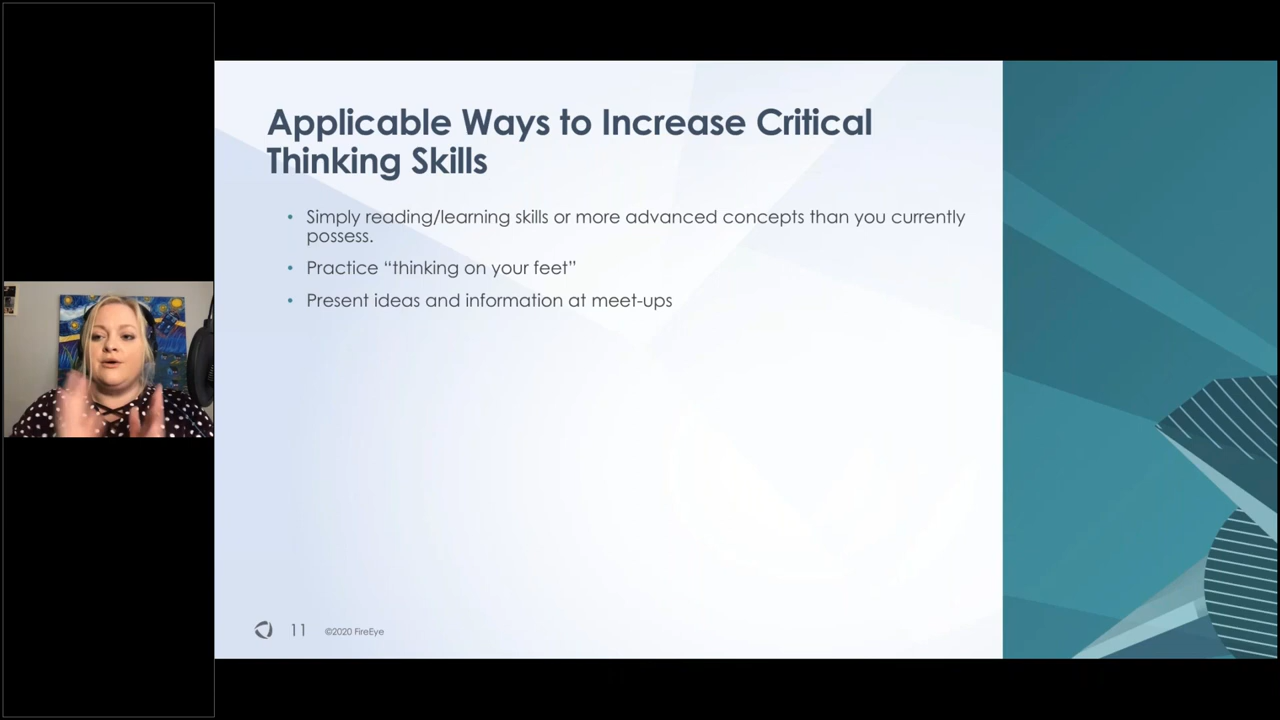 Applicable Ways to Increase Critical
Thinking Skills
• Simply reading/learning skills or more advanced concepts than you currently
possess.
• Practice “thinking on your feet”
• Present ideas and information at meet-ups
11 ©2020 FireEye